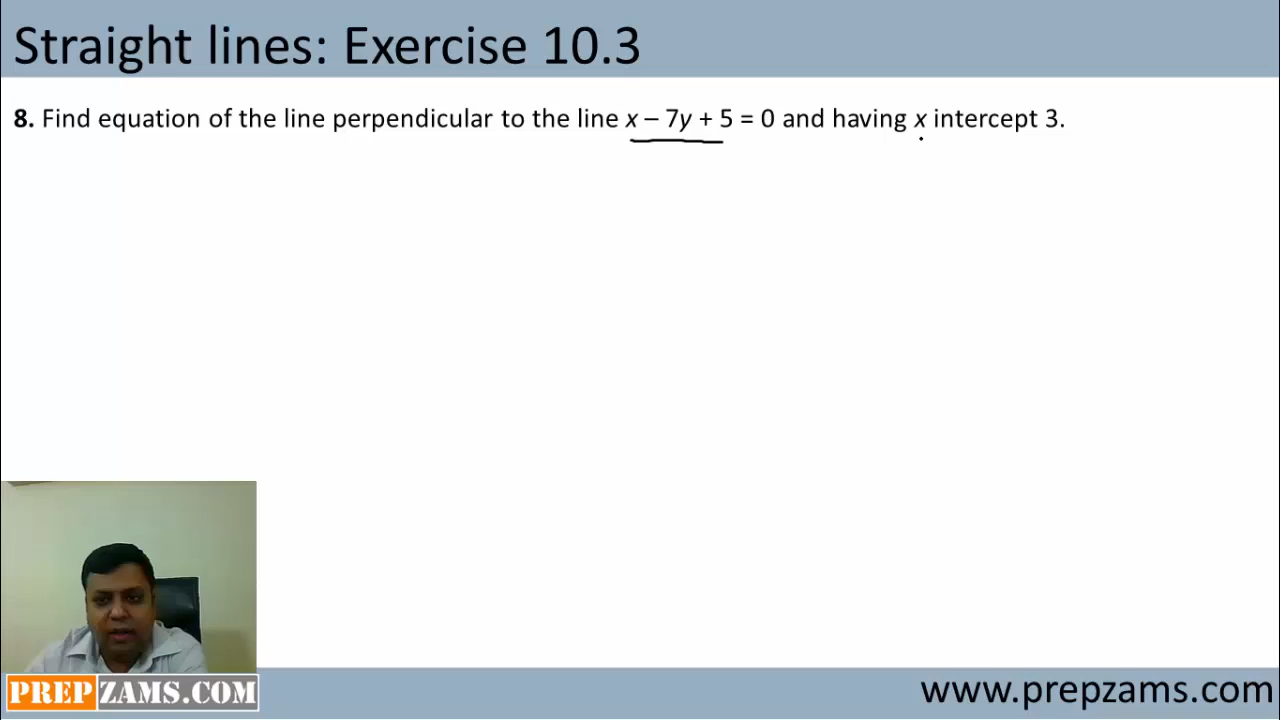 Straight lines: Exercise 10.3
8. Find equation of the line perpendicular to the line x – 7y + 5 = 0 and having x intercept 3.
PREPZAMS.COM
www.prepzams.com